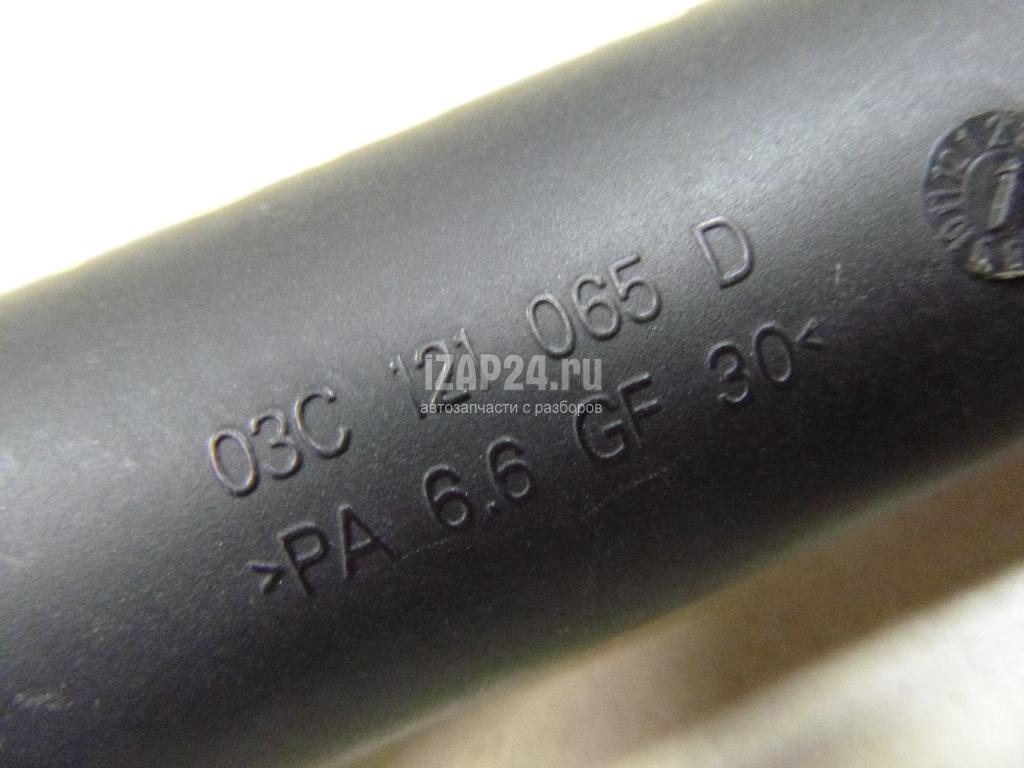 03C 121 065 D
iZAP24.ru
автозапчасти с разборов
>PA 6.6 GF 30<